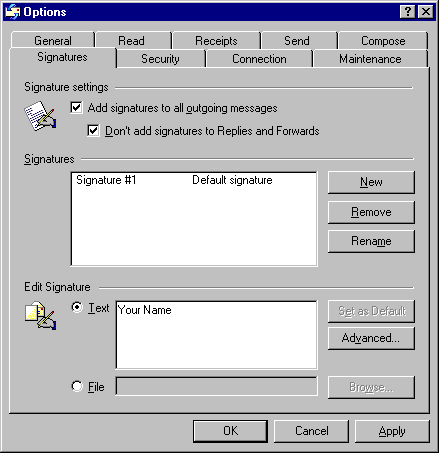 Options
General Read Receipts Send Compose
Signatures Security Connection Maintenance
Signature settings
Add signatures to all outgoing messages
Don't add signatures to Replies and Forwards
Signatures
Signature #1 Default signature
New
Remove
Rename
Edit Signature
Text
Your Name
Set as Default
Advanced...
File
Browse...
OK Cancel Apply